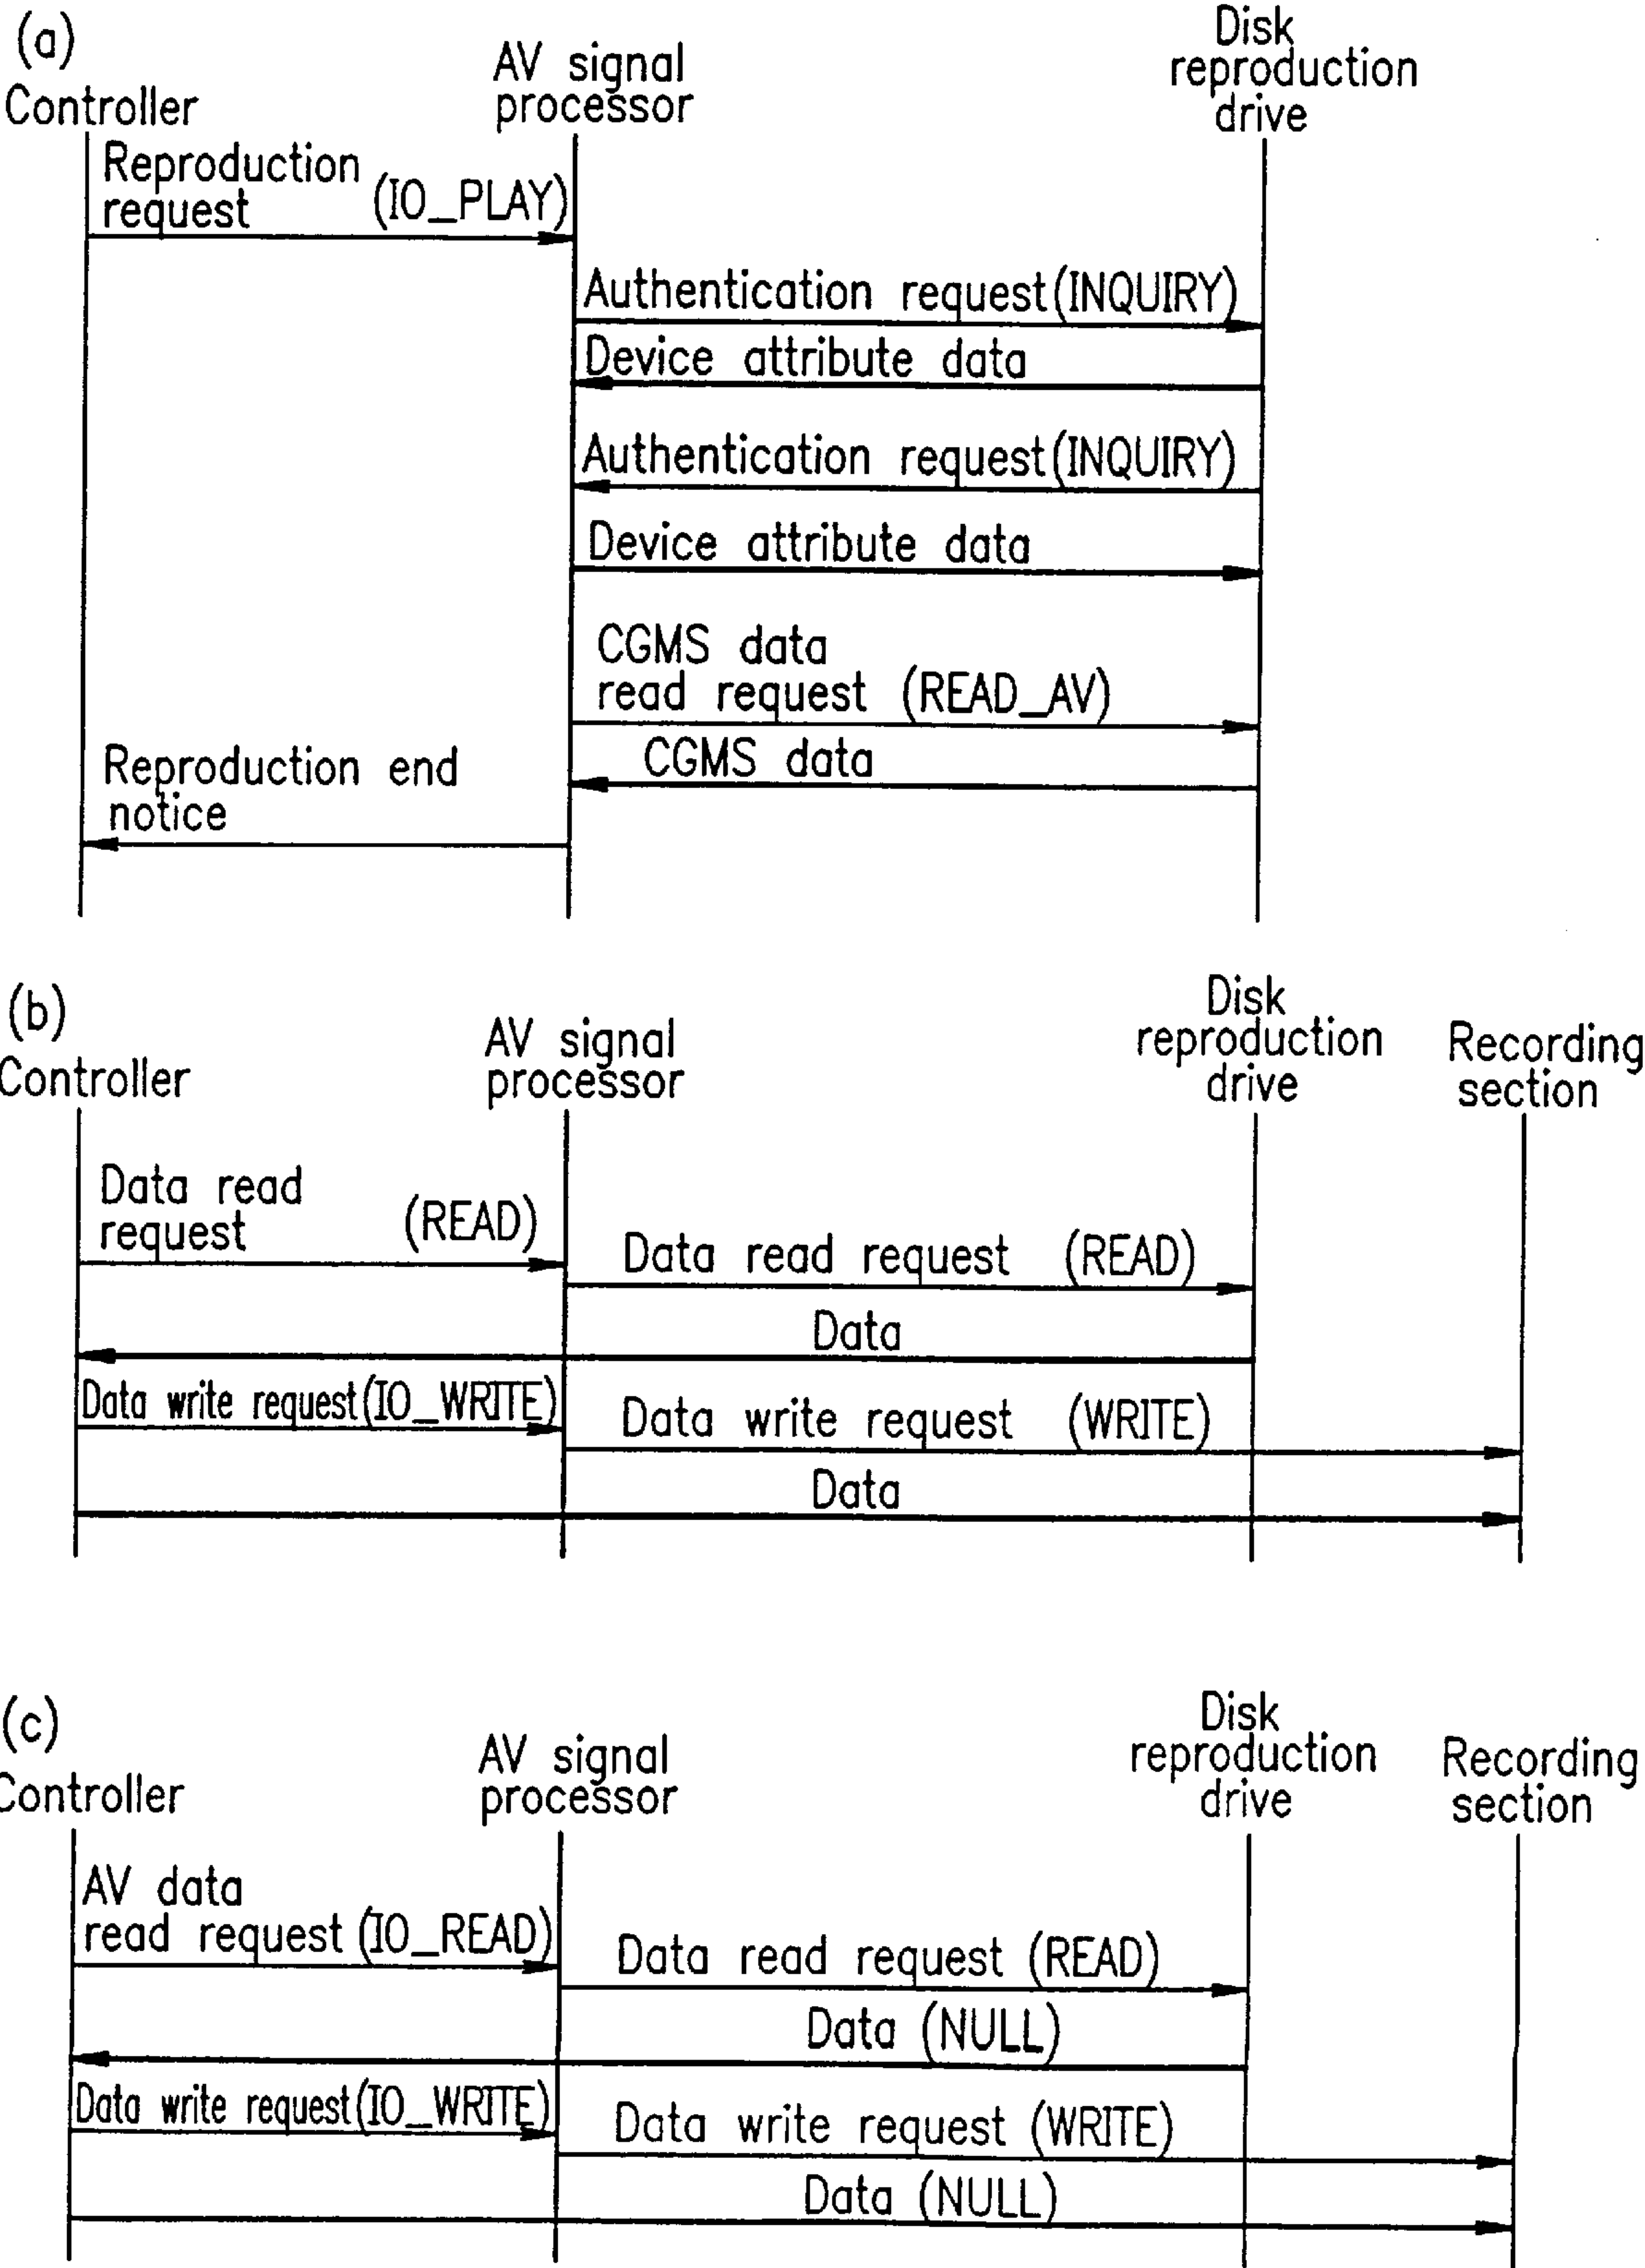 (a)
Controller
AV signal
processor
Disk
reproduction
drive
Reproduction
request (IO_PLAY)
Authentication request(INQUIRY)
Device attribute data
Authentication request(INQUIRY)
Device attribute data
CGMS data
read request (READ_AV)
CGMS data
Reproduction end
notice
(b)
Controller
AV signal
processor
Disk
reproduction
drive
Recording
section
Data read
request (READ)
Data read request (READ)
Data
Data write request(IO_WRITE)
Data write request (WRITE)
Data
(c)
Controller
AV signal
processor
Disk
reproduction
drive
Recording
section
AV data
read request(IO_READ)
Data read request (READ)
Data (NULL)
Data write request(IO_WRITE)
Data write request (WRITE)
Data (NULL)